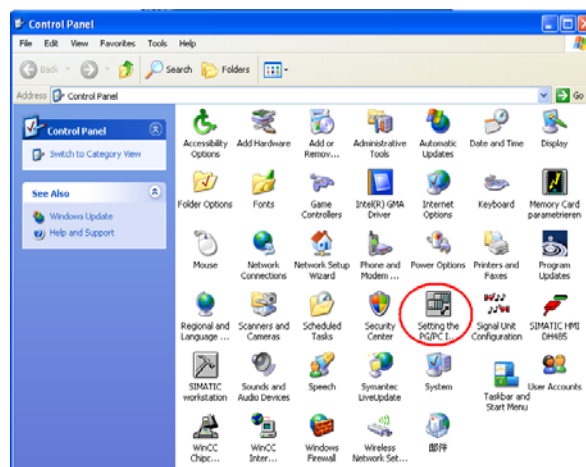 Control Panel
File Edit View Favorites Tools Help
Back Search Folders
Address Control Panel Go
Control Panel
Switch to Category View
See Also
Windows Update
Help and Support
Accessibility Options
Add Hardware
Add or Remov...
Administrative Tools
Automatic Updates
Date and Time
Display
Folder Options
Fonts
Game Controllers
Intel(R) GMA Driver
Internet Options
Keyboard
Memory Card parametrieren
Mouse
Network Connections
Network Setup Wizard
Phone and Modem ...
Power Options
Printers and Faxes
Program Updates
Regional and Language ...
Scanners and Cameras
Scheduled Tasks
Security Center
Setting the PG/PC I...
Signal Unit Configuration
SIMATIC HMI DH485
SIMATIC workstation
Sounds and Audio Devices
Speech
Symantec LiveUpdate
System
Taskbar and Start Menu
User Accounts
WinCC Chipc...
WinCC Inter...
Windows Firewall
Wireless Network Set...
邮件